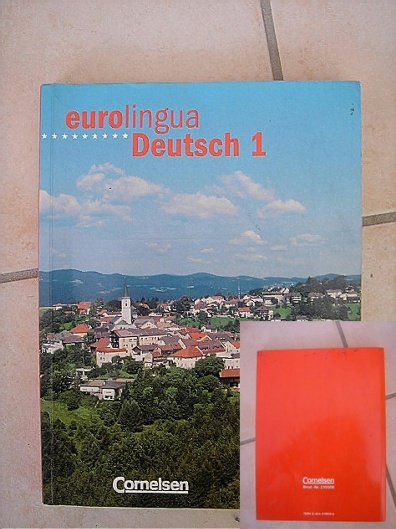 eurolingua
Deutsch 1
Cornelsen
Cornelsen